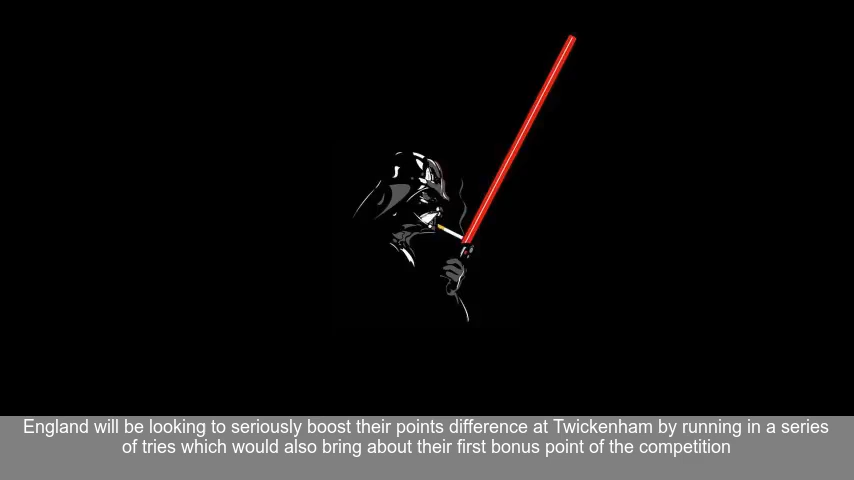 England will be looking to seriously boost their points difference at Twickenham by running in a series
of tries which would also bring about their first bonus point of the competition